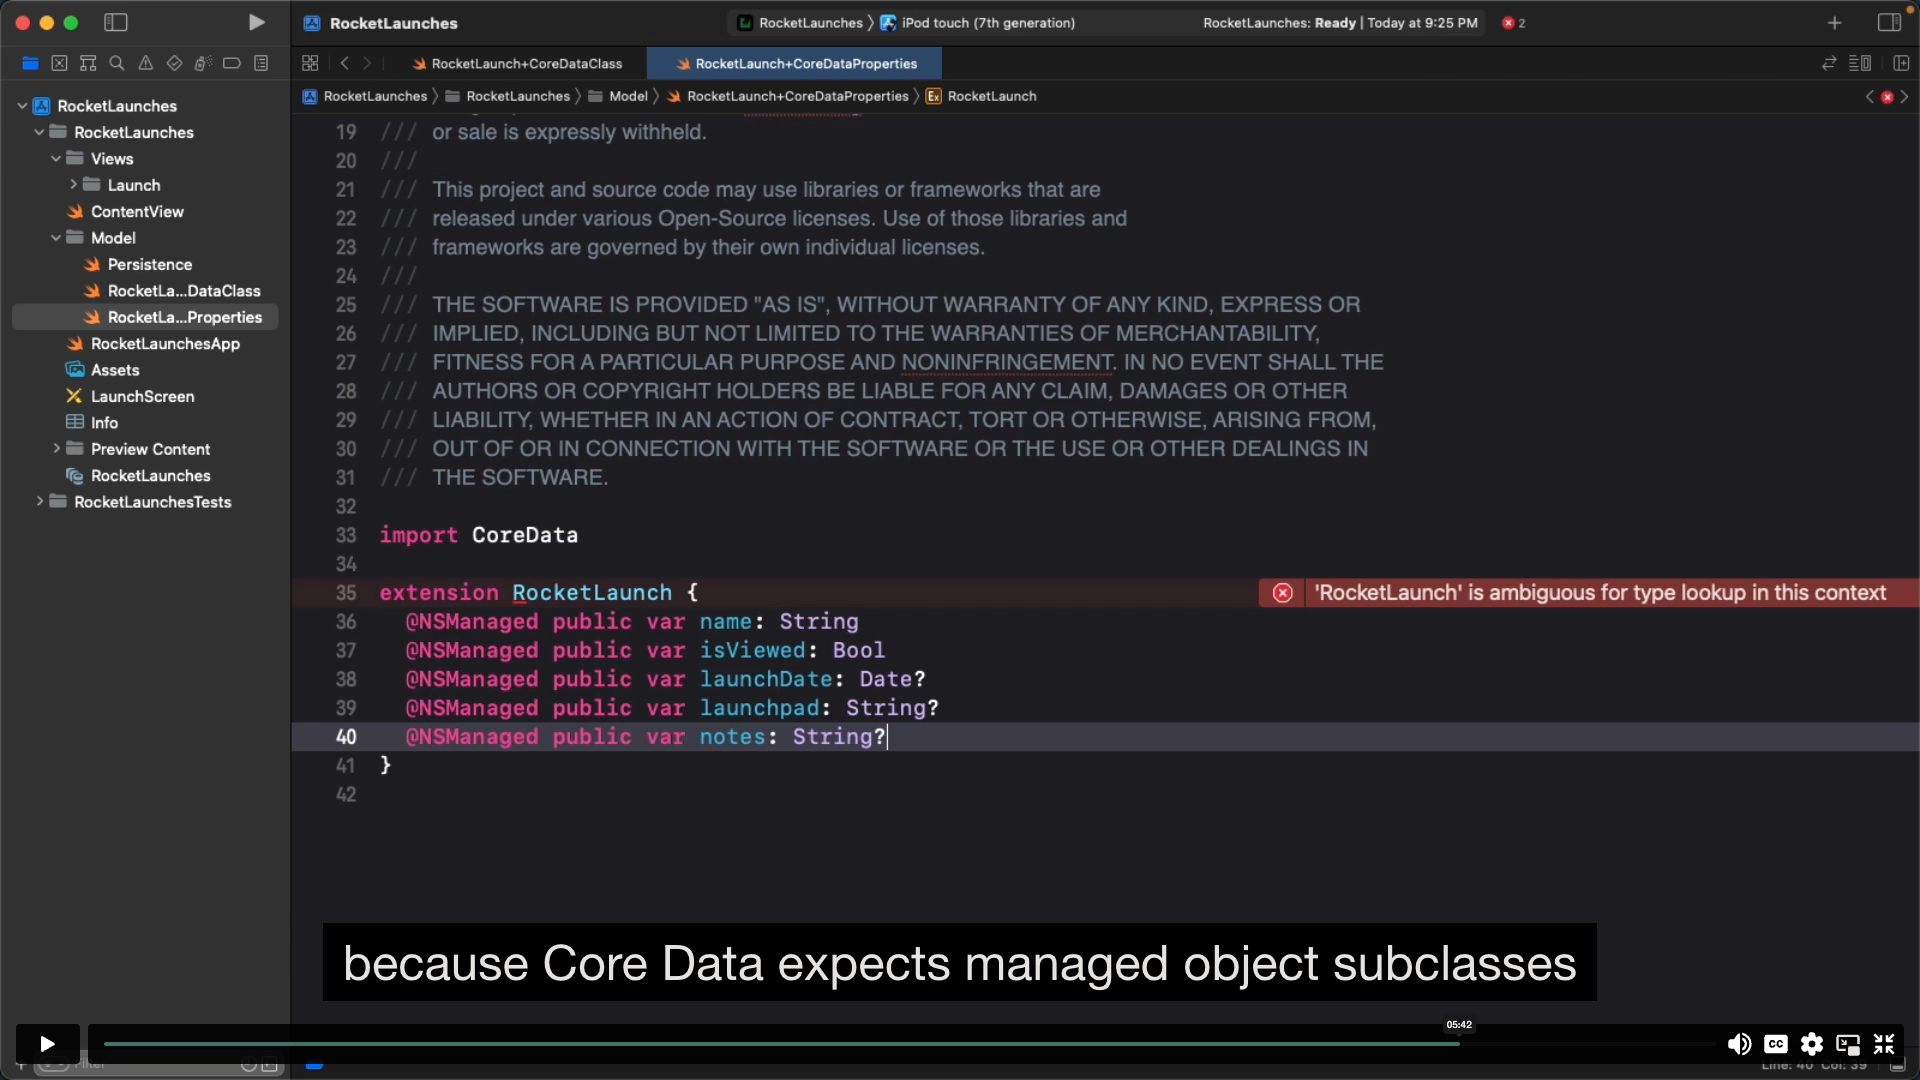 RocketLaunches
RocketLaunches
iPod touch (7th generation)
RocketLaunches: Ready | Today at 9:25 PM
2
RocketLaunch+CoreDataClass
RocketLaunch+CoreDataProperties
RocketLaunches
RocketLaunches
Model
RocketLaunch+CoreDataProperties
Ex
RocketLaunch
RocketLaunches
RocketLaunches
Views
Launch
ContentView
Model
Persistence
RocketLa...DataClass
RocketLa...Properties
RocketLaunchesApp
Assets
LaunchScreen
Info
Preview Content
RocketLaunches
RocketLaunchesTests
19 /// or sale is expressly withheld.
20 ///
21 /// This project and source code may use libraries or frameworks that are
22 /// released under various Open-Source licenses. Use of those libraries and
23 /// frameworks are governed by their own individual licenses.
24 ///
25 /// THE SOFTWARE IS PROVIDED "AS IS", WITHOUT WARRANTY OF ANY KIND, EXPRESS OR
26 /// IMPLIED, INCLUDING BUT NOT LIMITED TO THE WARRANTIES OF MERCHANTABILITY,
27 /// FITNESS FOR A PARTICULAR PURPOSE AND NONINFRINGEMENT. IN NO EVENT SHALL THE
28 /// AUTHORS OR COPYRIGHT HOLDERS BE LIABLE FOR ANY CLAIM, DAMAGES OR OTHER
29 /// LIABILITY, WHETHER IN AN ACTION OF CONTRACT, TORT OR OTHERWISE, ARISING FROM,
30 /// OUT OF OR IN CONNECTION WITH THE SOFTWARE OR THE USE OR OTHER DEALINGS IN
31 /// THE SOFTWARE.
32
33 import CoreData
34
35 extension RocketLaunch {
'RocketLaunch' is ambiguous for type lookup in this context
36 @NSManaged public var name: String
37 @NSManaged public var isViewed: Bool
38 @NSManaged public var launchDate: Date?
39 @NSManaged public var launchpad: String?
40 @NSManaged public var notes: String?
41 }
42
because Core Data expects managed object subclasses
05:42
CC
Filter
Line: 40 Col: 39